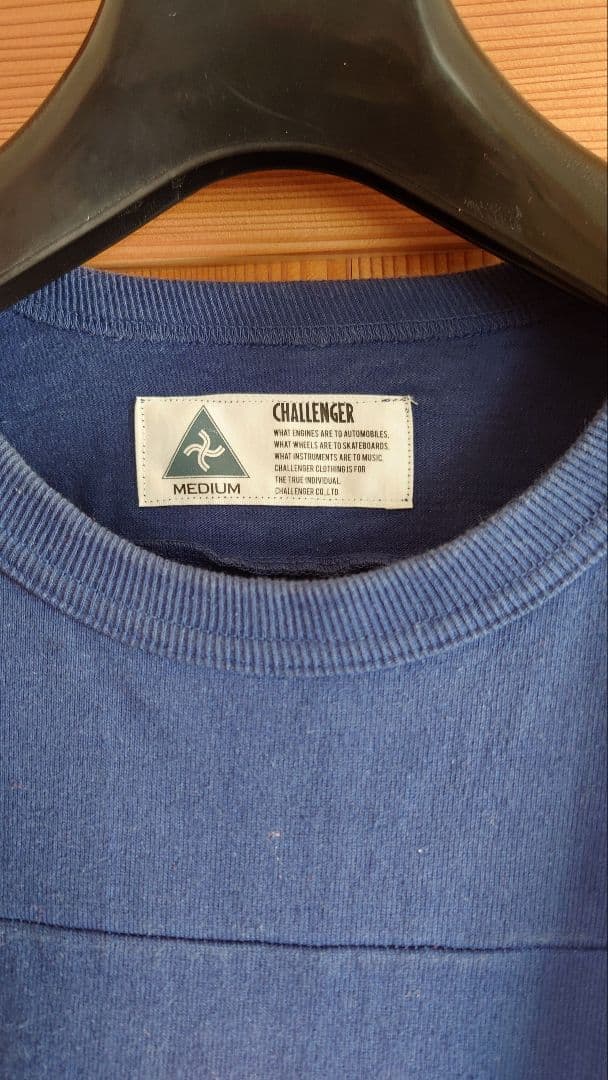 CHALLENGER
WHAT ENGINES ARE TO AUTOMOBILES.
WHAT WHEELS ARE TO SKATEBOARDS.
WHAT INSTRUMENTS ARE TO MUSIC.
CHALLENGER CLOTHING IS FOR
THE TRUE INDIVIDUAL.
CHALLENGER CO.,LTD
MEDIUM